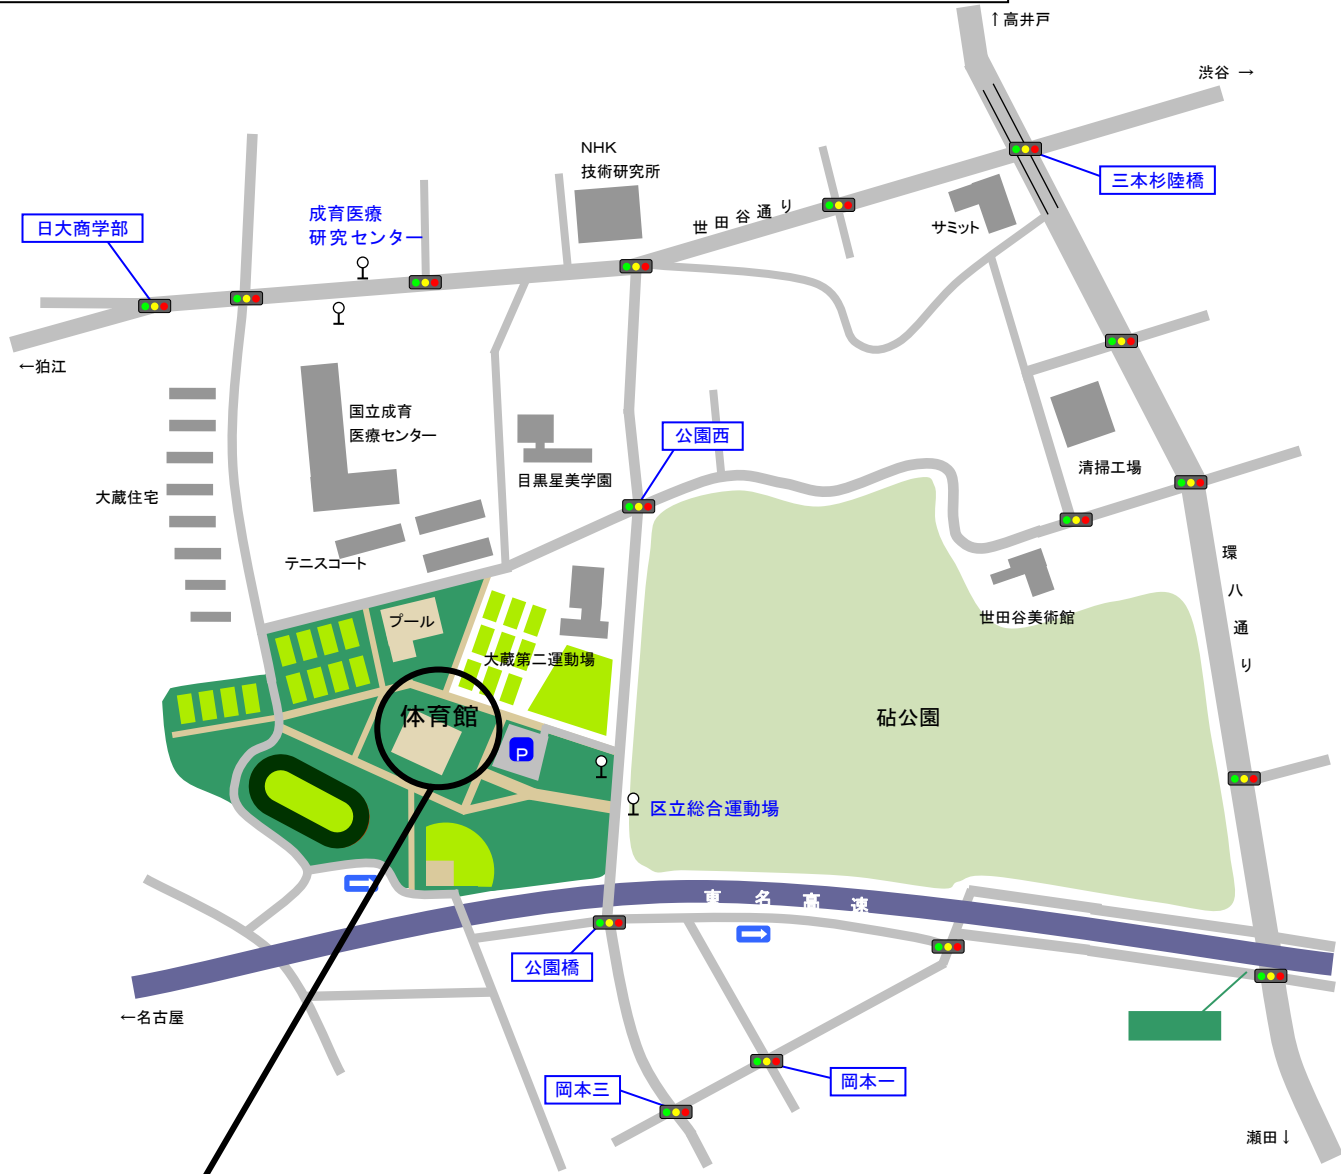 ↑高井戸
渋谷 →
NHK
技術研究所
三本杉陸橋
世田谷通り
サミット
成育医療
研究センター
日大商学部
←狛江
国立成育
医療センター
公園西
目黒星美学園
清掃工場
大蔵住宅
テニスコート
環八通り
世田谷美術館
プール
大蔵第二運動場
体育館
砧公園
P
区立総合運動場
東名高速
公園橋
←名古屋
岡本三
岡本一
瀬田↓